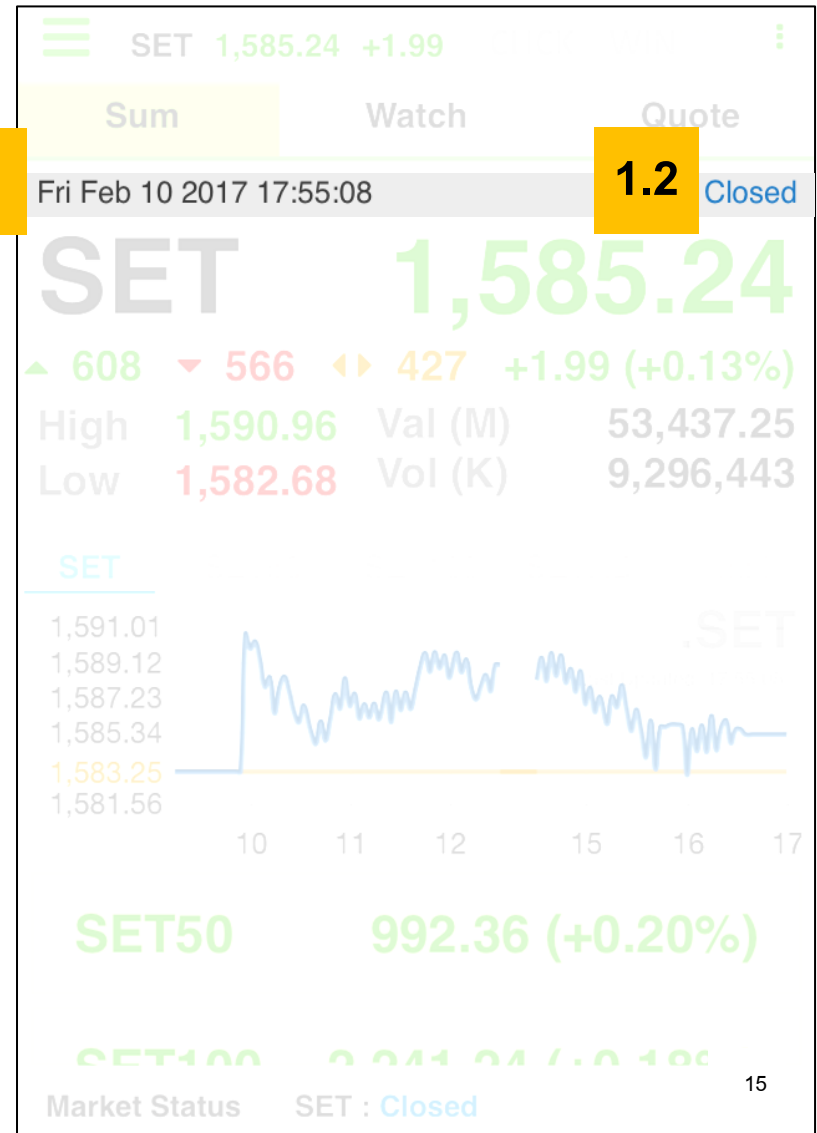 SET 1,585.24 +1.99
Sum Watch Quote
Fri Feb 10 2017 17:55:08 1.2 Closed
SET 1,585.24
608 566 427 +1.99 (+0.13%)
High 1,590.96 Val (M) 53,437.25
Low 1,582.68 Vol (K) 9,296,443
SET
.SET
1,591.01
1,589.12
1,587.23
1,585.34
1,583.25
1,581.56
10 11 12 15 16 17
SET50 992.36 (+0.20%)
SET100
15
Market Status SET : Closed